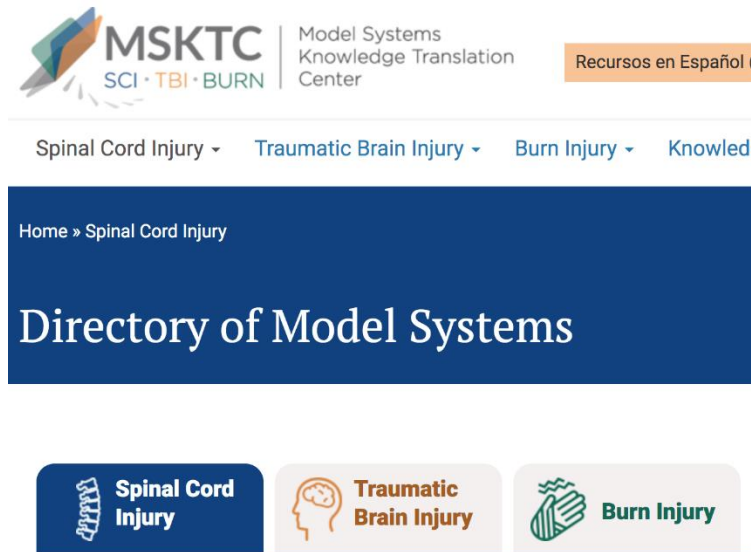 MSKTC
SCI · TBI · BURN
Model Systems
Knowledge Translation
Center
Recursos en Español
Spinal Cord Injury
Traumatic Brain Injury
Burn Injury
Knowled
Home » Spinal Cord Injury
Directory of Model Systems
Spinal Cord
Injury
Traumatic
Brain Injury
Burn Injury